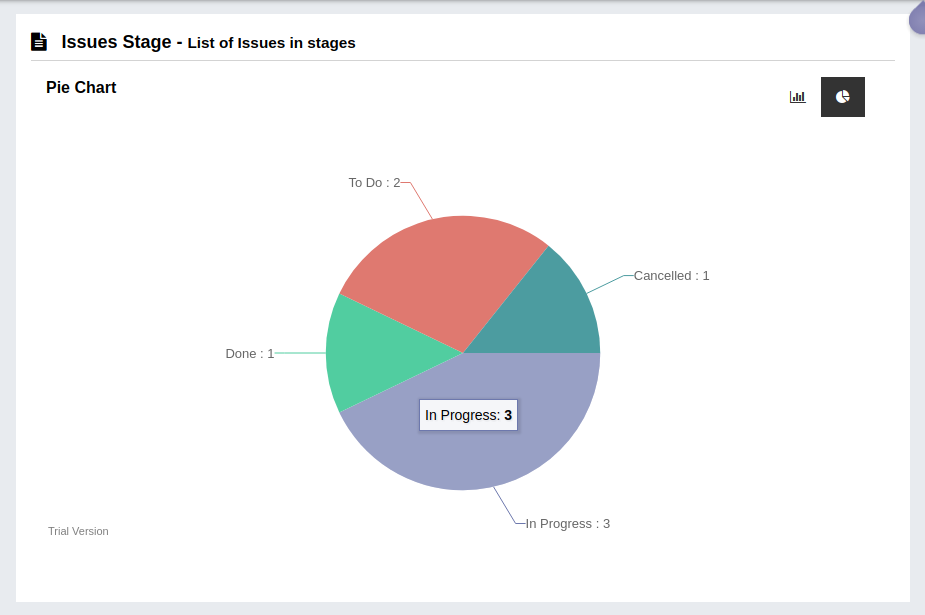 Issues Stage - List of Issues in stages
Pie Chart
To Do : 2
Cancelled : 1
Done : 1
In Progress: 3
In Progress : 3
Trial Version